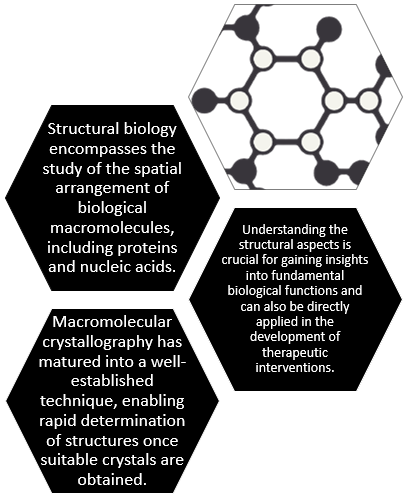 Structural biology
encompasses the
study of the spatial
arrangement of
biological
macromolecules,
including proteins
and nucleic acids.
Understanding the
structural aspects is
crucial for gaining insights
into fundamental
biological functions and
can also be directly
applied in the
development of
therapeutic
interventions.
Macromolecular
crystallography has
matured into a well-
established
technique, enabling
rapid determination
of structures once
suitable crystals are
obtained.